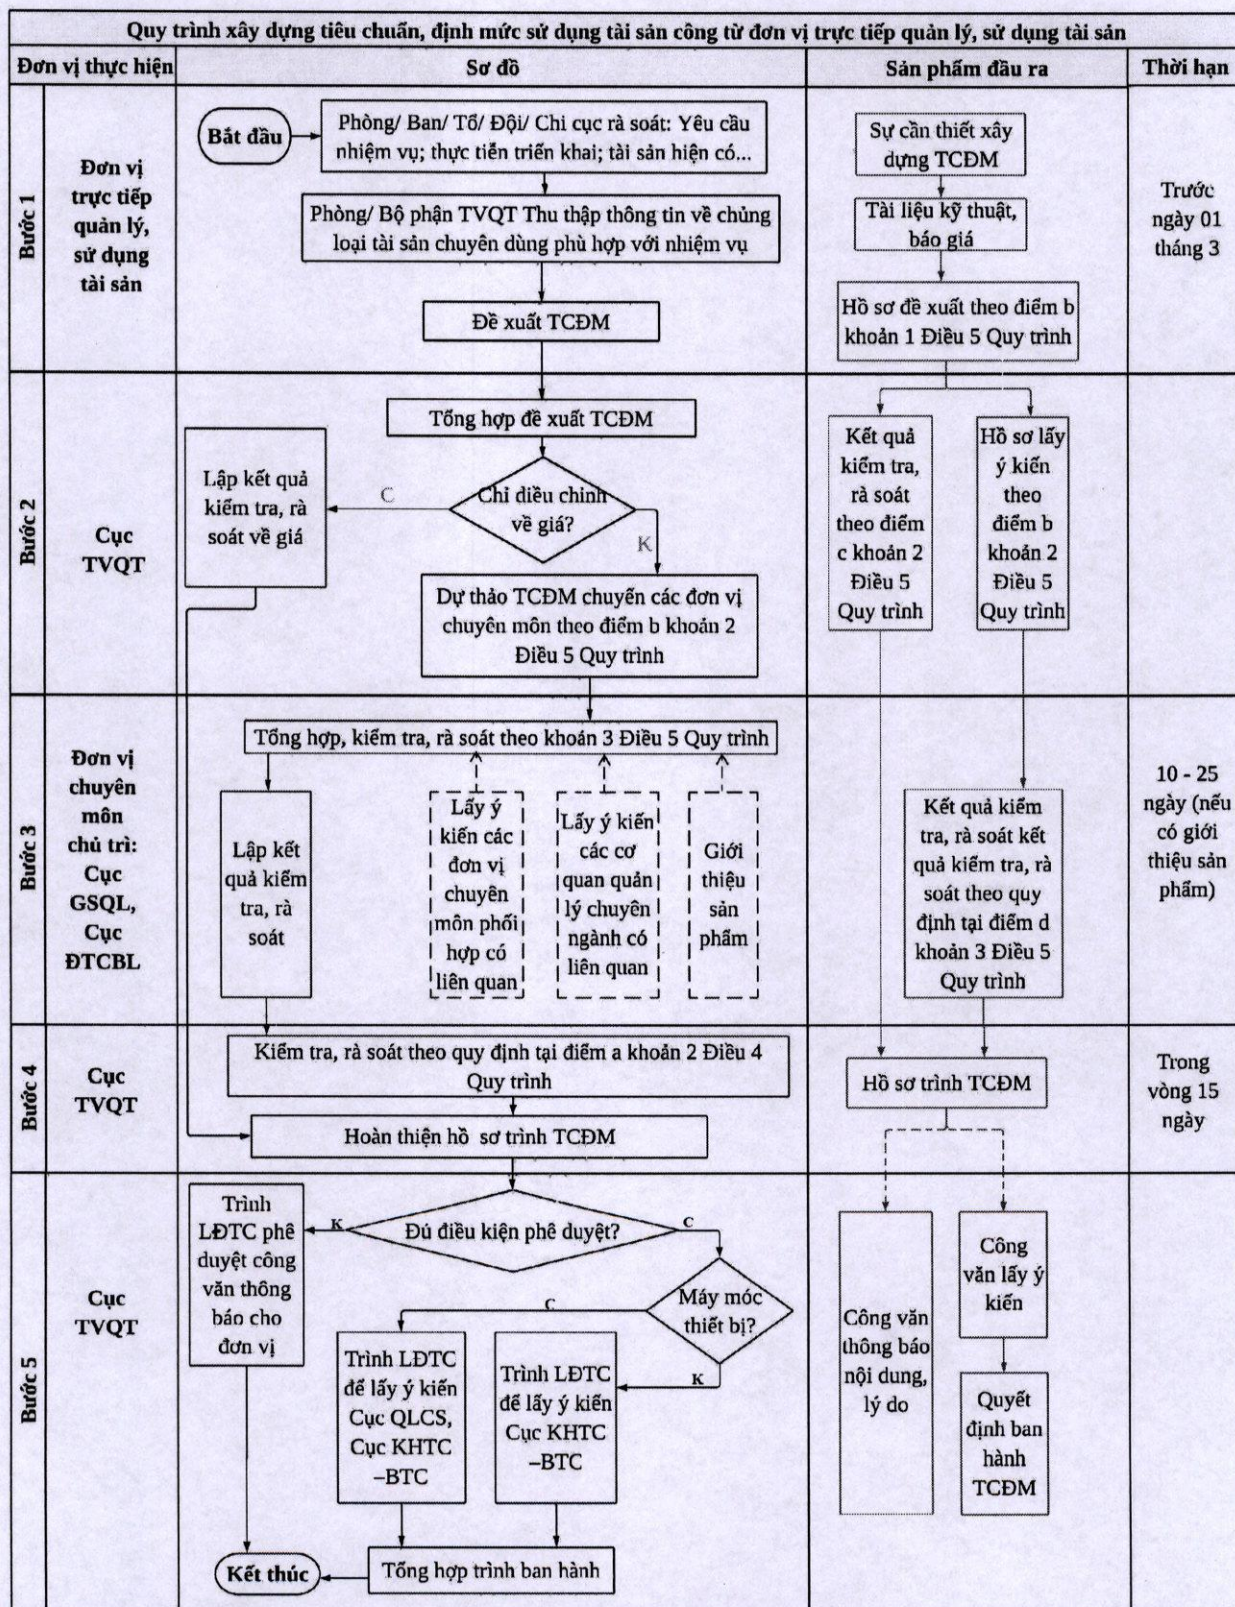 Quy trình xây dựng tiêu chuẩn, định mức sử dụng tài sản công từ đơn vị trực tiếp quản lý, sử dụng tài sản
Đơn vị thực hiện
Sơ đồ
Sản phẩm đầu ra
Thời hạn
Bước 1
Đơn vị
trực tiếp
quản lý,
sử dụng
tài sản
Bắt đầu
Phòng/ Ban/ Tổ/ Đội/ Chi cục rà soát: Yêu cầu
nhiệm vụ; thực tiễn triển khai; tài sản hiện có...
Phòng/ Bộ phận TVQT Thu thập thông tin về chủng
loại tài sản chuyên dùng phù hợp với nhiệm vụ
Đề xuất TCĐM
Sự cần thiết xây
dựng TCĐM
Tài liệu kỹ thuật,
báo giá
Hồ sơ đề xuất theo điểm b
khoản 1 Điều 5 Quy trình
Trước
ngày 01
tháng 3
Bước 2
Cục
TVQT
Tổng hợp đề xuất TCĐM
Chỉ điều chỉnh
về giá?
C
K
Lập kết quả
kiểm tra, rà
soát về giá
Dự thảo TCĐM chuyển các đơn vị
chuyên môn theo điểm b khoản 2
Điều 5 Quy trình
Kết quả
kiểm tra,
rà soát
theo điểm
c khoản 2
Điều 5
Quy trình
Hồ sơ lấy
ý kiến
theo
điểm b
khoản 2
Điều 5
Quy trình
Bước 3
Đơn vị
chuyên
môn
chủ trì:
Cục
GSQL,
Cục
ĐTCBL
Tổng hợp, kiểm tra, rà soát theo khoản 3 Điều 5 Quy trình
Lập kết
quả kiểm
tra, rà
soát
Lấy ý
kiến các
đơn vị
chuyên
môn phối
hợp có
liên quan
Lấy ý kiến
các cơ
quan quản
lý chuyên
ngành có
liên quan
Giới
thiệu
sản
phẩm
Kết quả kiểm
tra, rà soát kết
quả kiểm tra, rà
soát theo quy
định tại điểm d
khoản 3 Điều 5
Quy trình
10 - 25
ngày (nếu
có giới
thiệu sản
phẩm)
Bước 4
Cục
TVQT
Kiểm tra, rà soát theo quy định tại điểm a khoản 2 Điều 4
Quy trình
Hoàn thiện hồ sơ trình TCĐM
Hồ sơ trình TCĐM
Trong
vòng 15
ngày
Bước 5
Cục
TVQT
Đủ điều kiện phê duyệt?
K
C
Trình
LĐTC phê
duyệt công
văn thông
báo cho
đơn vị
Máy móc
thiết bị?
C
K
Trình LĐTC
để lấy ý kiến
Cục QLCS,
Cục KHTC
–BTC
Trình LĐTC
để lấy ý kiến
Cục KHTC
–BTC
Kết thúc
Tổng hợp trình ban hành
Công văn
thông báo
nội dung,
lý do
Công
văn lấy ý
kiến
Quyết
định ban
hành
TCĐM